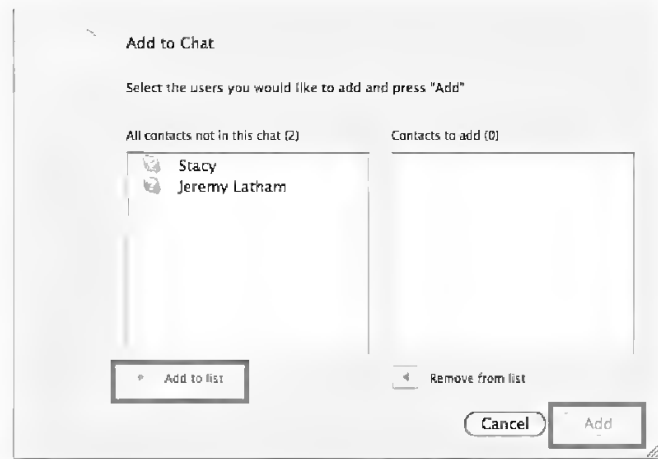 Add to Chat
Select the users you would like to add and press "Add"
All contacts not in this chat (2)
Contacts to add (0)
Stacy
Jeremy Latham
Add to list
Remove from list
Cancel
Add